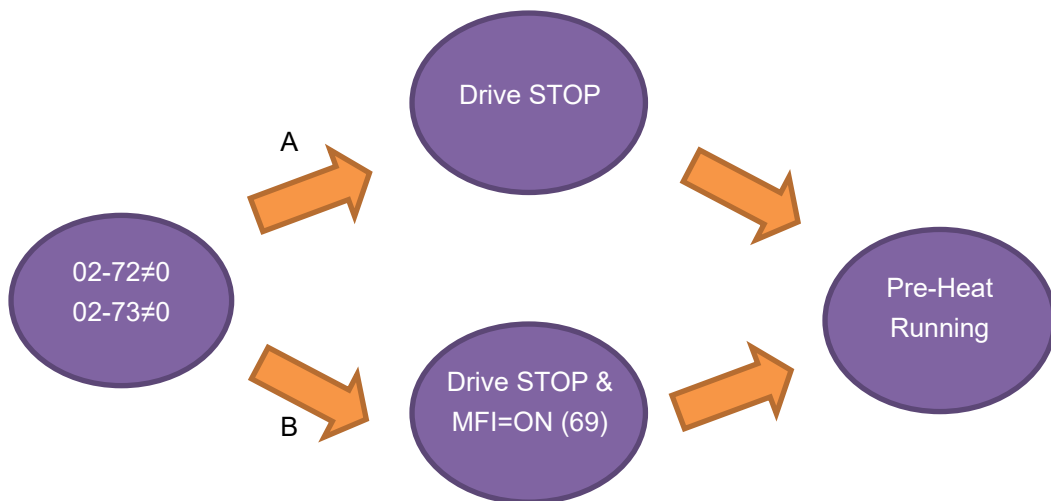 Drive STOP
A
02-72≠0
02-73≠0
Pre-Heat
Running
B
Drive STOP &
MFI=ON (69)